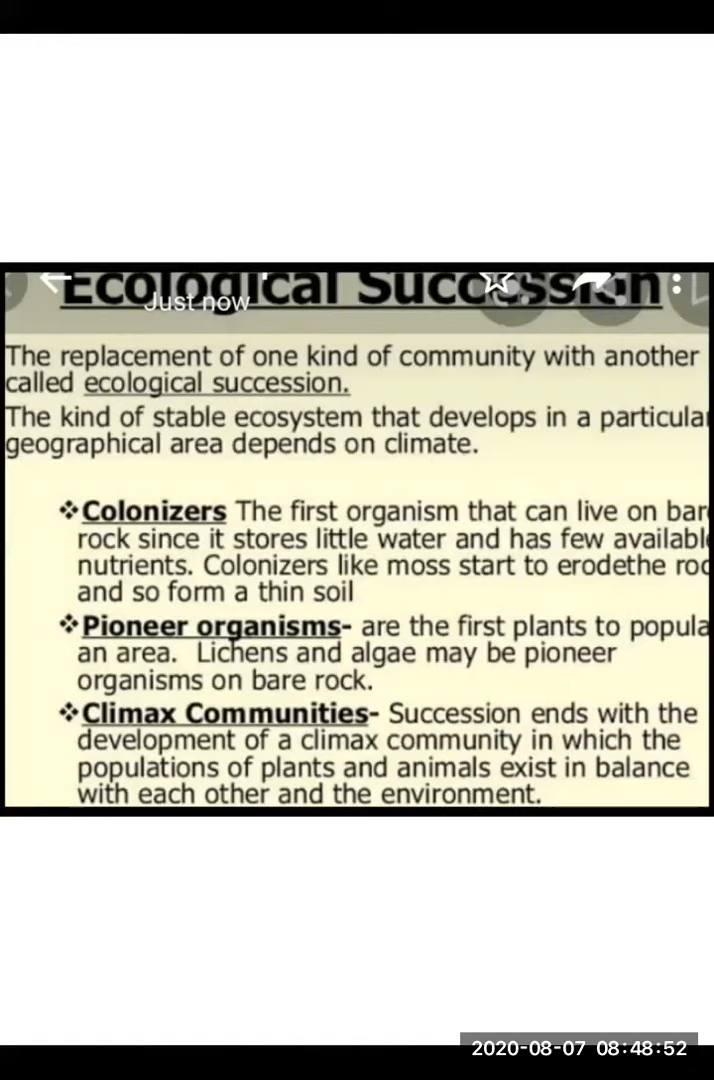 Ecological Succession
Just now
The replacement of one kind of community with another
called ecological succession.
The kind of stable ecosystem that develops in a particular
geographical area depends on climate.
❖Colonizers The first organism that can live on bar
rock since it stores little water and has few availabl
nutrients. Colonizers like moss start to erodethe roc
and so form a thin soil
❖Pioneer organisms- are the first plants to popula
an area. Lichens and algae may be pioneer
organisms on bare rock.
❖Climax Communities- Succession ends with the
development of a climax community in which the
populations of plants and animals exist in balance
with each other and the environment.
2020-08-07 08:48:52